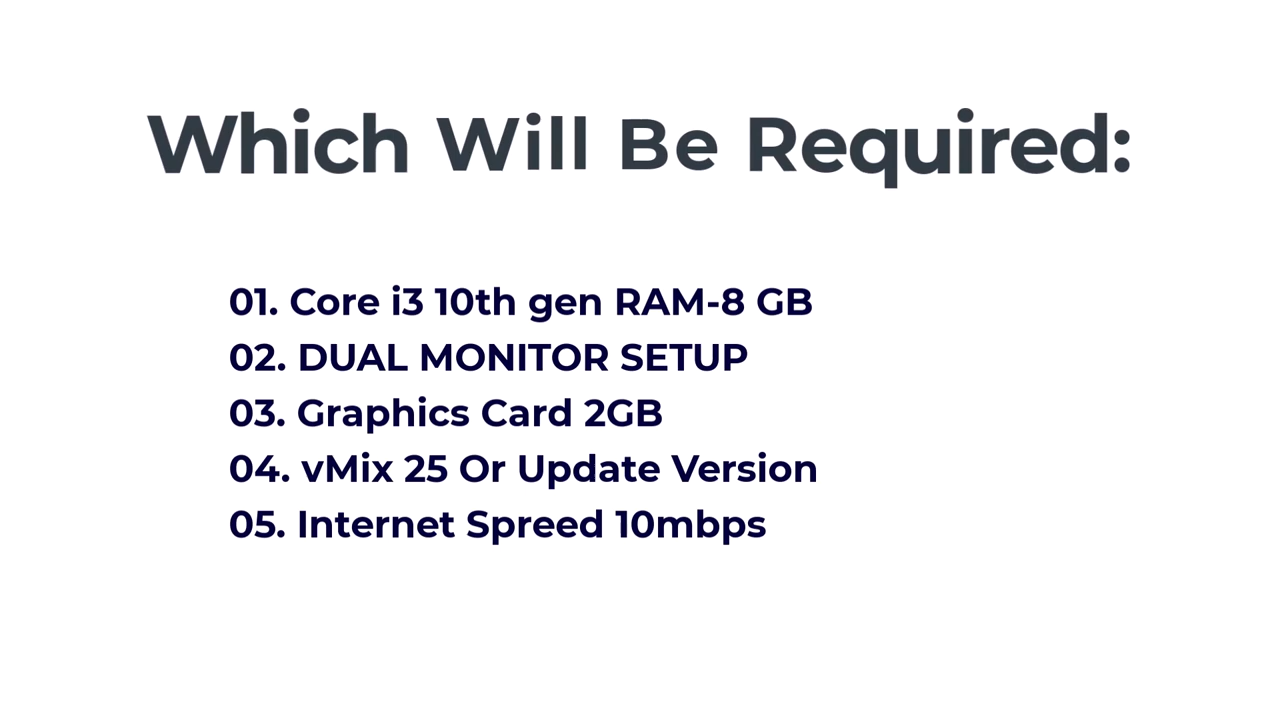 Which Will Be Required:
01. Core i3 10th gen RAM-8 GB
02. DUAL MONITOR SETUP
03. Graphics Card 2GB
04. vMix 25 Or Update Version
05. Internet Spreed 10mbps